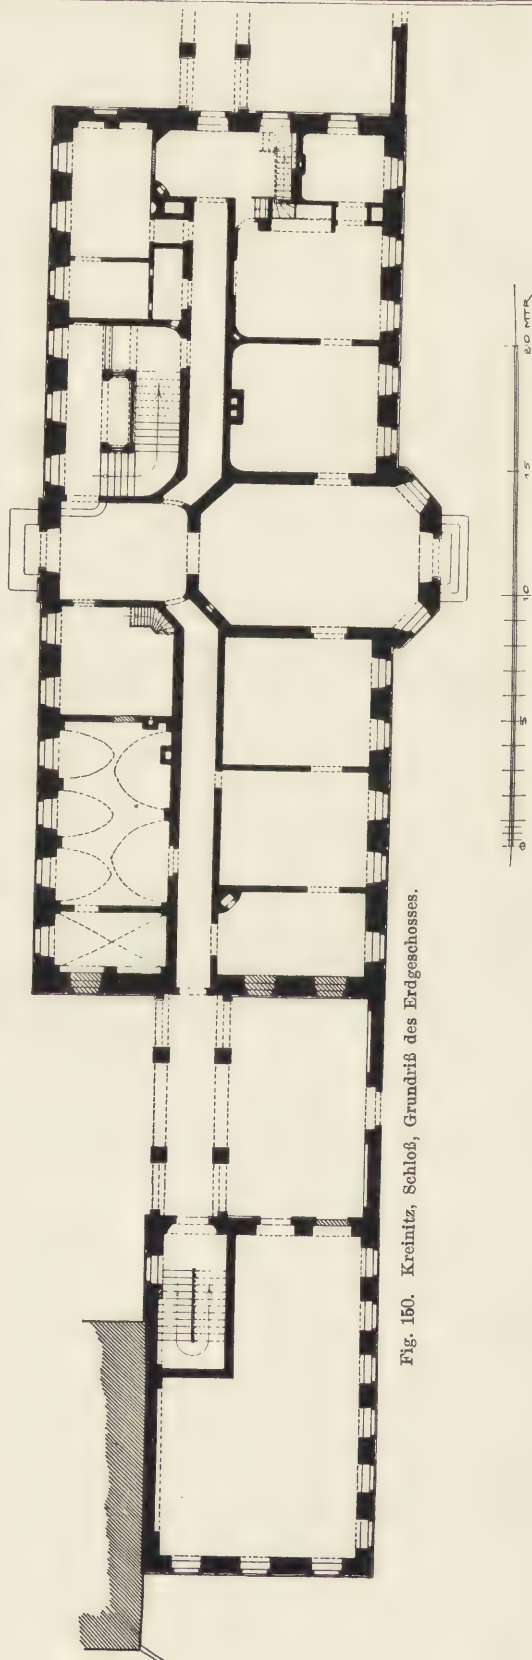 Fig. 150. Kreinitz, Schloß, Grundriß des Erdgeschosses.
0 5 10 15 20 MTR